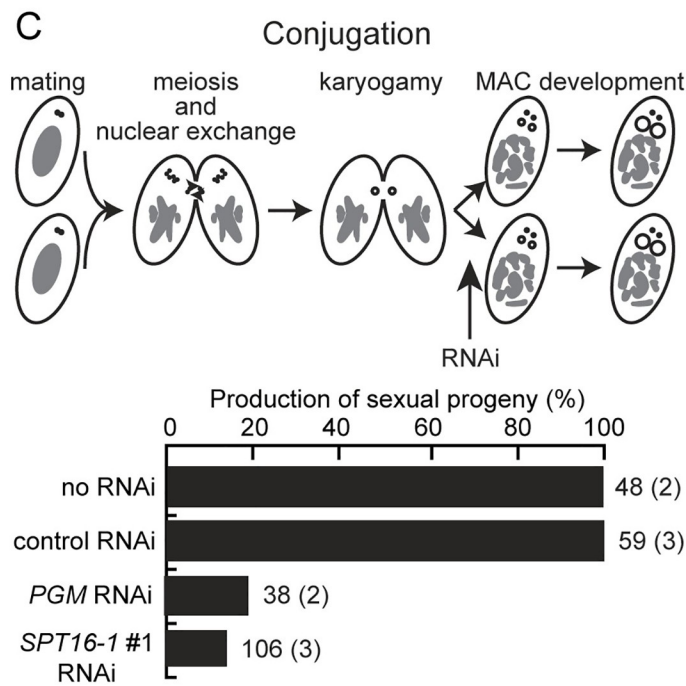 C
Conjugation
mating
meiosis
and
nuclear exchange
karyogamy
MAC development
RNAi
Production of sexual progeny (%)
0 20 40 60 80 100
no RNAi 48 (2)
control RNAi 59 (3)
PGM RNAi 38 (2)
SPT16-1 #1 106 (3)
RNAi